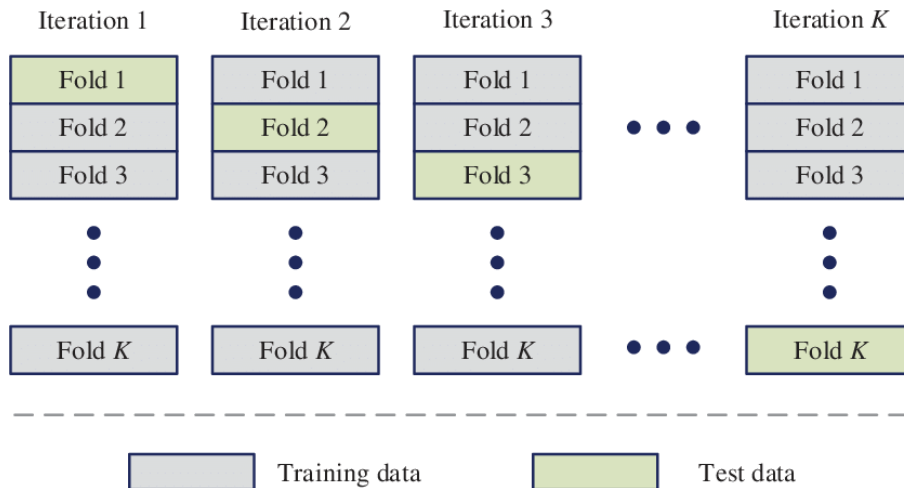 Iteration 1 Iteration 2 Iteration 3 Iteration K
Fold 1 Fold 1 Fold 1 Fold 1
Fold 2 Fold 2 Fold 2 Fold 2
Fold 3 Fold 3 Fold 3 Fold 3
Fold K Fold K Fold K Fold K
Training data Test data